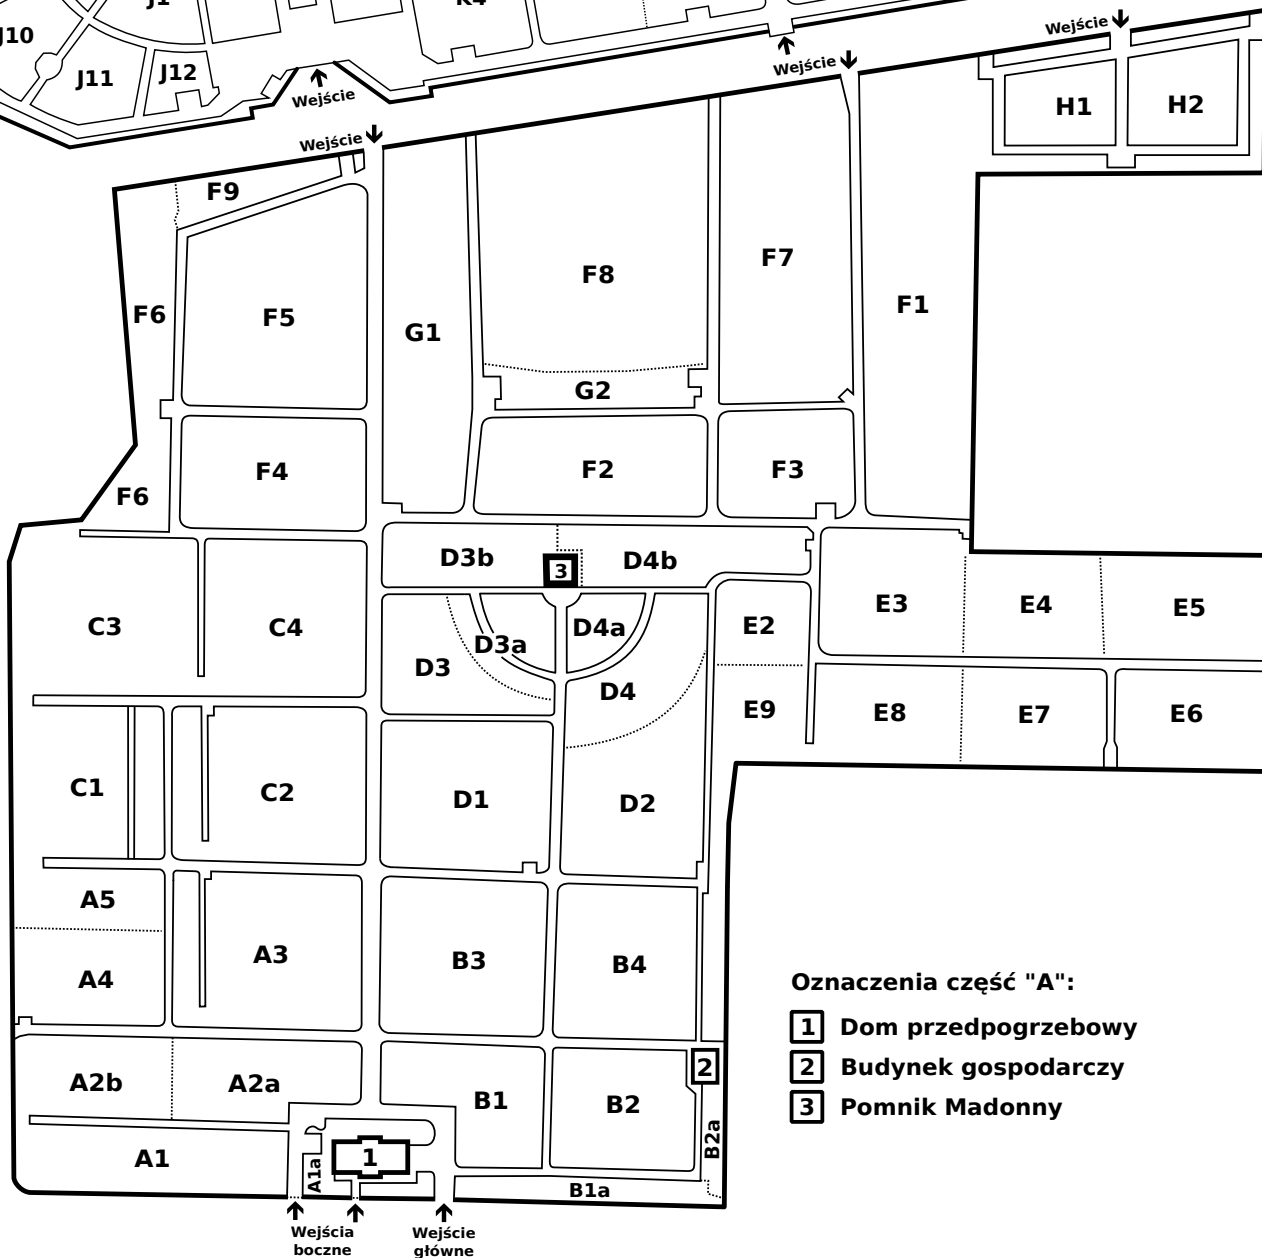 J1
K4
J10
J11
J12
Wejście
Wejście
Wejście
Wejście
H1
H2
F9
F6
F5
G1
F8
F7
F1
G2
F4
F2
F3
F6
D3b
3
D4b
C3
C4
D3a
D4a
D3
D4
E2
E3
E4
E5
E9
E8
E7
E6
C1
C2
D1
D2
A5
A4
A3
B3
B4
Oznaczenia część "A":
1 Dom przedpogrzebowy
2 Budynek gospodarczy
3 Pomnik Madonny
2
A2b
A2a
B1
B2
B2a
A1
A1a
1
B1a
Wejścia
boczne
Wejście
główne